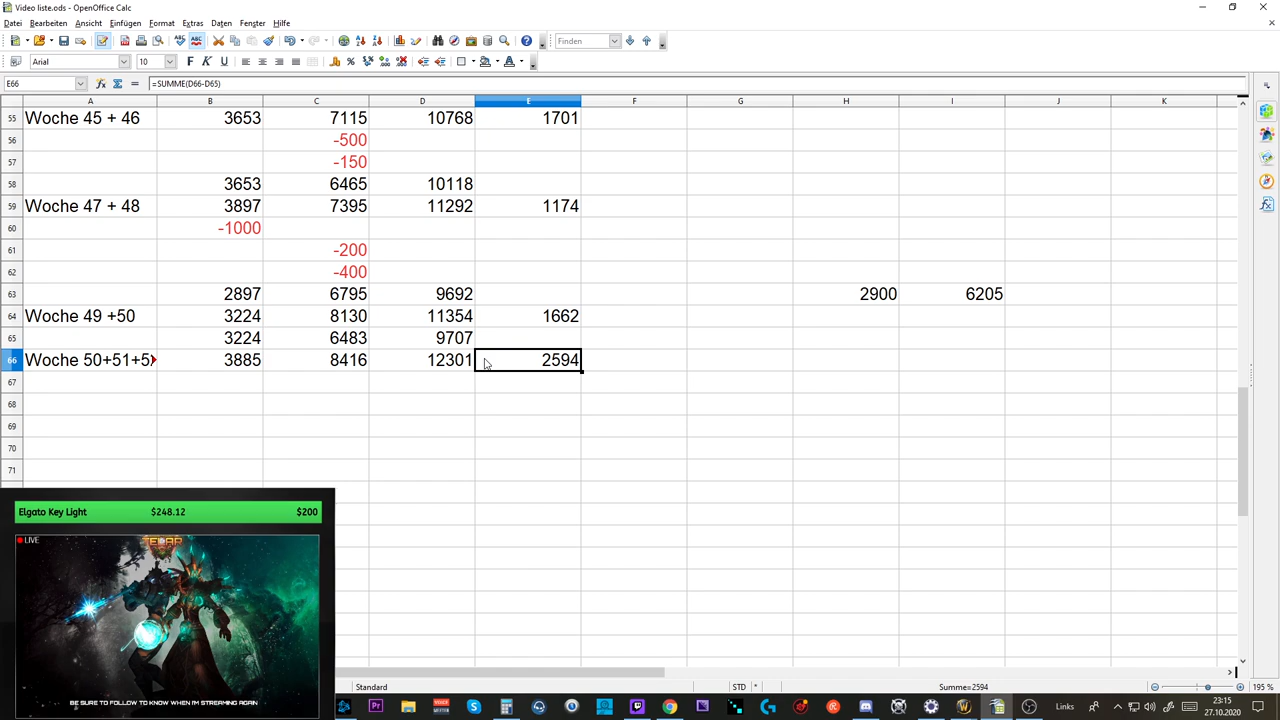 Video liste.ods - OpenOffice Calc
Datei Bearbeiten Ansicht Einfügen Format Extras Daten Fenster Hilfe
Finden
Arial 10
E66 =SUMME(D66-D65)
A B C D E F G H I J K
55 Woche 45 + 46 3653 7115 10768 1701
56 -500
57 -150
58 3653 6465 10118
59 Woche 47 + 48 3897 7395 11292 1174
60 -1000
61 -200
62 -400
63 2897 6795 9692 2900 6205
64 Woche 49 +50 3224 8130 11354 1662
65 3224 6483 9707
66 Woche 50+51+5 3885 8416 12301 2594
67
68
69
70
71
Elgato Key Light $248.12 $200
LIVE
BE SURE TO FOLLOW TO KNOW WHEN I'M STREAMING AGAIN
Standard STD * Summe=2594 195 %
Links 23:15
27.10.2020